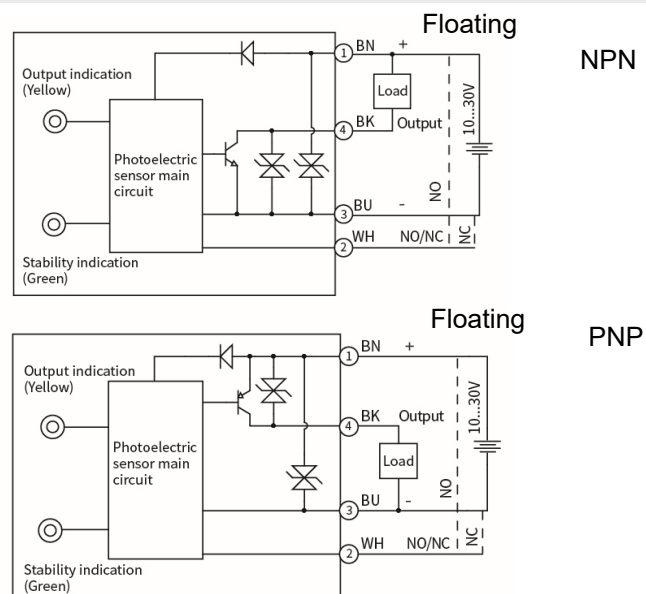 Floating
NPN
Output indication
(Yellow)
Photoelectric
sensor main
circuit
Stability indication
(Green)
1 BN +
Load
4 BK Output
10...30V
NO
3 BU -
2 WH NO/NC NC
Floating
PNP
Output indication
(Yellow)
Photoelectric
sensor main
circuit
Stability indication
(Green)
1 BN +
4 BK Output
10...30V
Load
NO
3 BU -
2 WH NO/NC NC